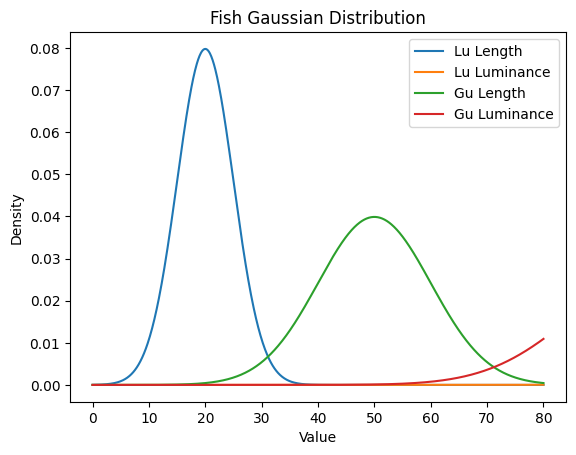 Fish Gaussian Distribution
Lu Length
Lu Luminance
Gu Length
Gu Luminance
Density
0.08
0.07
0.06
0.05
0.04
0.03
0.02
0.01
0.00
0 10 20 30 40 50 60 70 80
Value